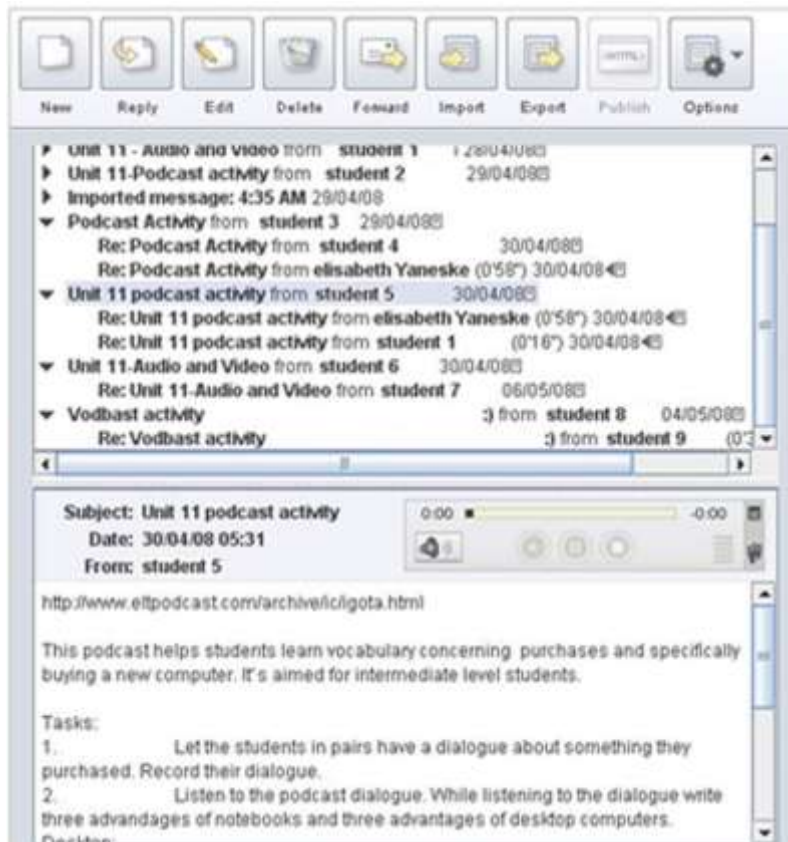 New Reply Edit Delete Forward Import Export Publish Options
Unit 11 - Audio and Video from student 1 28/04/08
Unit 11-Podcast activity from student 2 29/04/08
Imported message: 4:35 AM 29/04/08
Podcast Activity from student 3 29/04/08
Re: Podcast Activity from student 4 30/04/08
Re: Podcast Activity from elisabeth Yaneske (0'58") 30/04/08
Unit 11 podcast activity from student 5 30/04/08
Re: Unit 11 podcast activity from elisabeth Yaneske (0'58") 30/04/08
Re: Unit 11 podcast activity from student 1 (0'16") 30/04/08
Unit 11-Audio and Video from student 6 30/04/08
Re: Unit 11-Audio and Video from student 7 06/05/08
Vodbast activity :) from student 8 04/05/08
Re: Vodbast activity :) from student 9
Subject: Unit 11 podcast activity
Date: 30/04/08 05:31
From: student 5
0:00 -0:00
http://www.eltpodcast.com/archive/lc/igota.html
This podcast helps students learn vocabulary concerning purchases and specifically
buying a new computer. It's aimed for intermediate level students.
Tasks:
1. Let the students in pairs have a dialogue about something they
purchased. Record their dialogue.
2. Listen to the podcast dialogue. While listening to the dialogue write
three advandages of notebooks and three advantages of desktop computers.